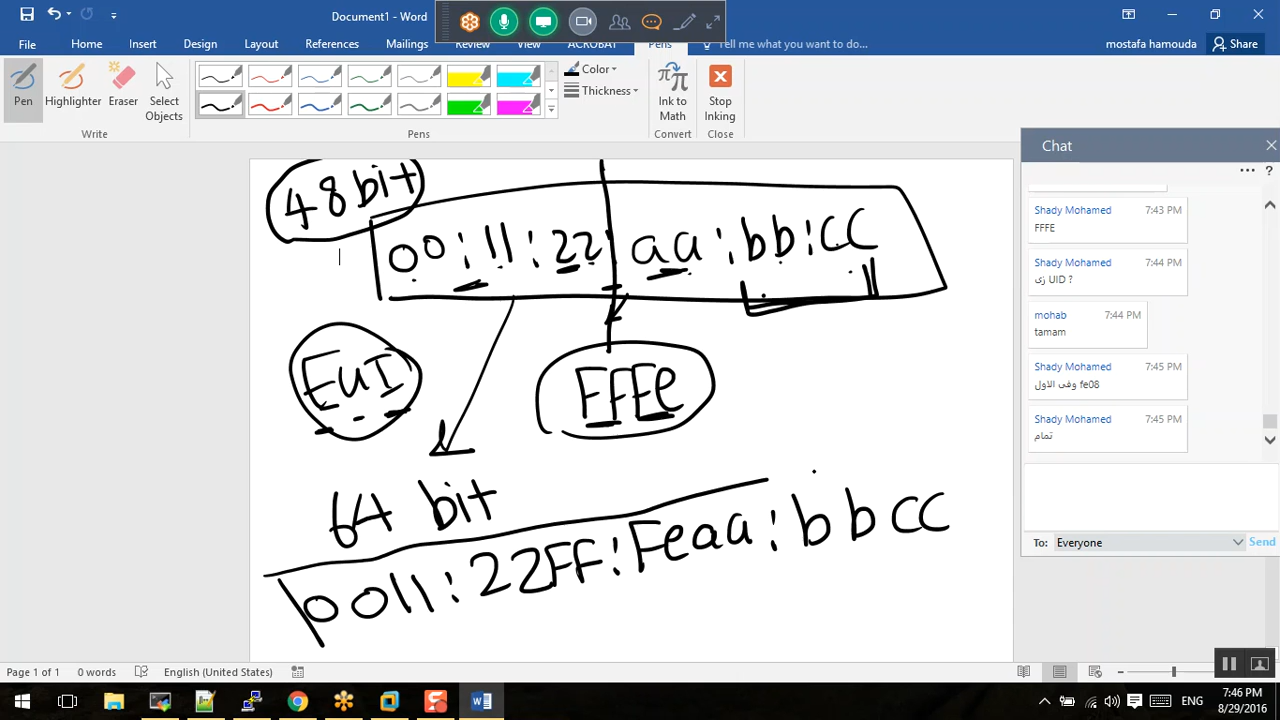 Document1 - Word
mostafa hamouda
Share
File
Home
Insert
Design
Layout
References
Mailings
Review
View
ACROBAT
Pens
Tell me what you want to do...
Pen
Highlighter
Eraser
Select Objects
Color
Thickness
Ink to Math
Stop Inking
Write
Pens
Convert
Close
48 bit
00:11:22 aa:bb:cc
EUI
FFFe
64 bit
0011:22FF:Feaa:bbcc
Chat
Shady Mohamed 7:43 PM
FFFE
Shady Mohamed 7:44 PM
زى UID ?
mohab 7:44 PM
tamam
Shady Mohamed 7:45 PM
وفى الاول fe08
Shady Mohamed 7:45 PM
تمام
To: Everyone Send
Page 1 of 1 0 words English (United States)
ENG
7:46 PM
8/29/2016